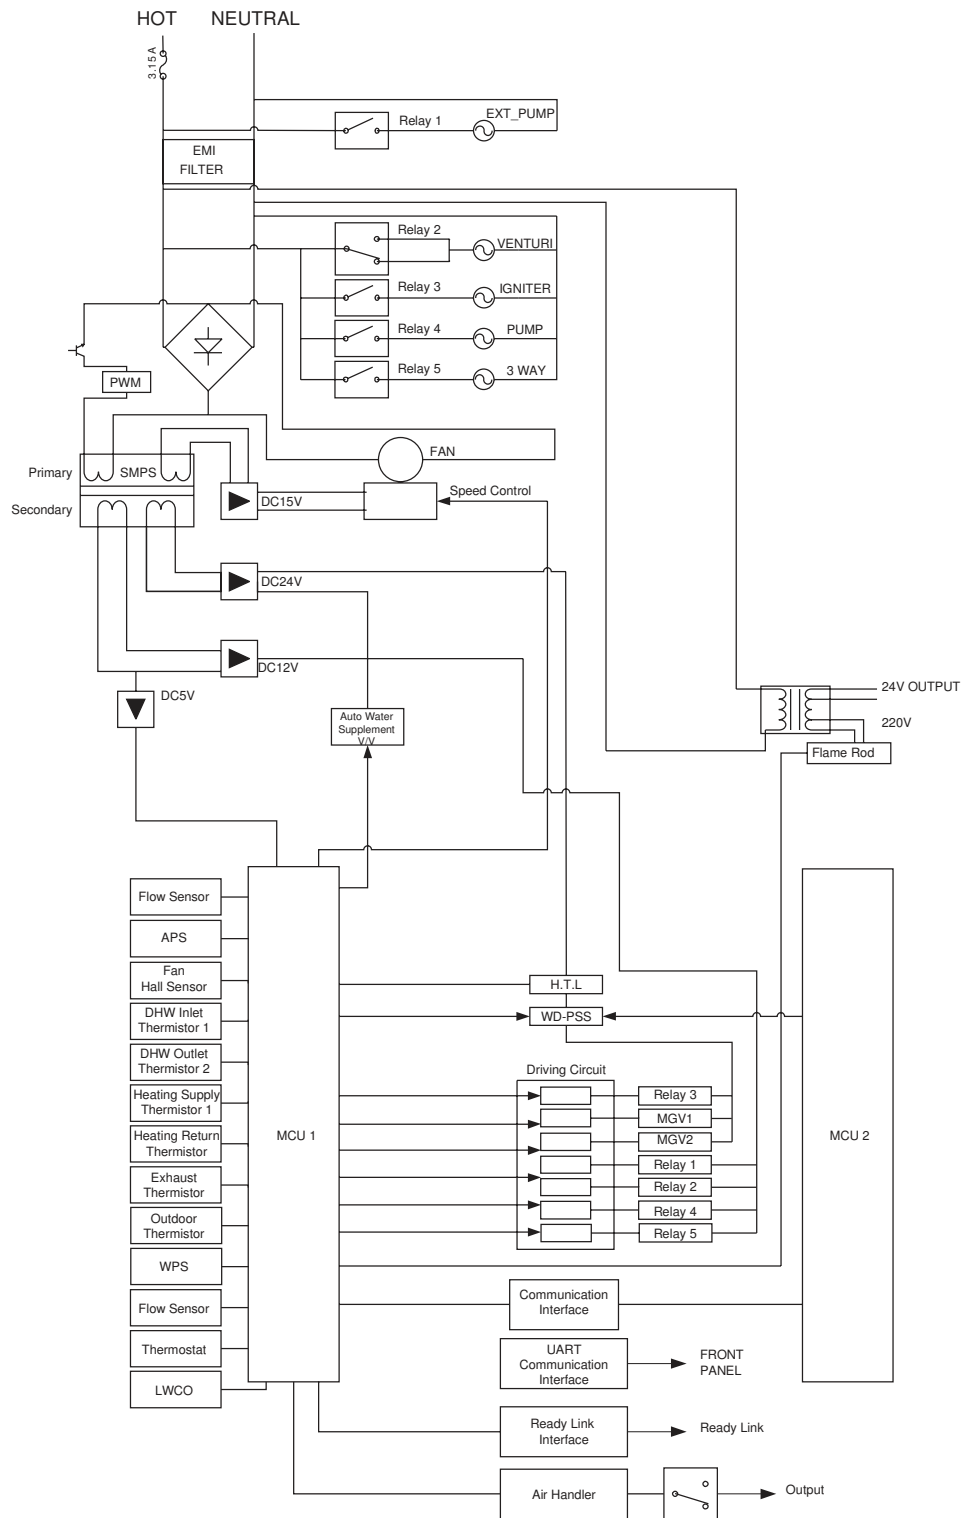 HOT
NEUTRAL
3.15A
Relay 1
EXT_PUMP
EMI
FILTER
Relay 2
VENTURI
Relay 3
IGNITER
Relay 4
PUMP
Relay 5
3 WAY
PWM
FAN
Primary
SMPS
Secondary
DC15V
Speed Control
DC24V
DC12V
DC5V
Auto Water
Supplement
V/V
24V OUTPUT
220V
Flame Rod
Flow Sensor
APS
Fan
Hall Sensor
DHW Inlet
Thermistor 1
DHW Outlet
Thermistor 2
Heating Supply
Thermistor 1
Heating Return
Thermistor
Exhaust
Thermistor
Outdoor
Thermistor
WPS
Flow Sensor
Thermostat
LWCO
MCU 1
H.T.L
WD-PSS
Driving Circuit
Relay 3
MGV1
MGV2
Relay 1
Relay 2
Relay 4
Relay 5
MCU 2
Communication
Interface
UART
Communication
Interface
FRONT
PANEL
Ready Link
Interface
Ready Link
Air Handler
Output